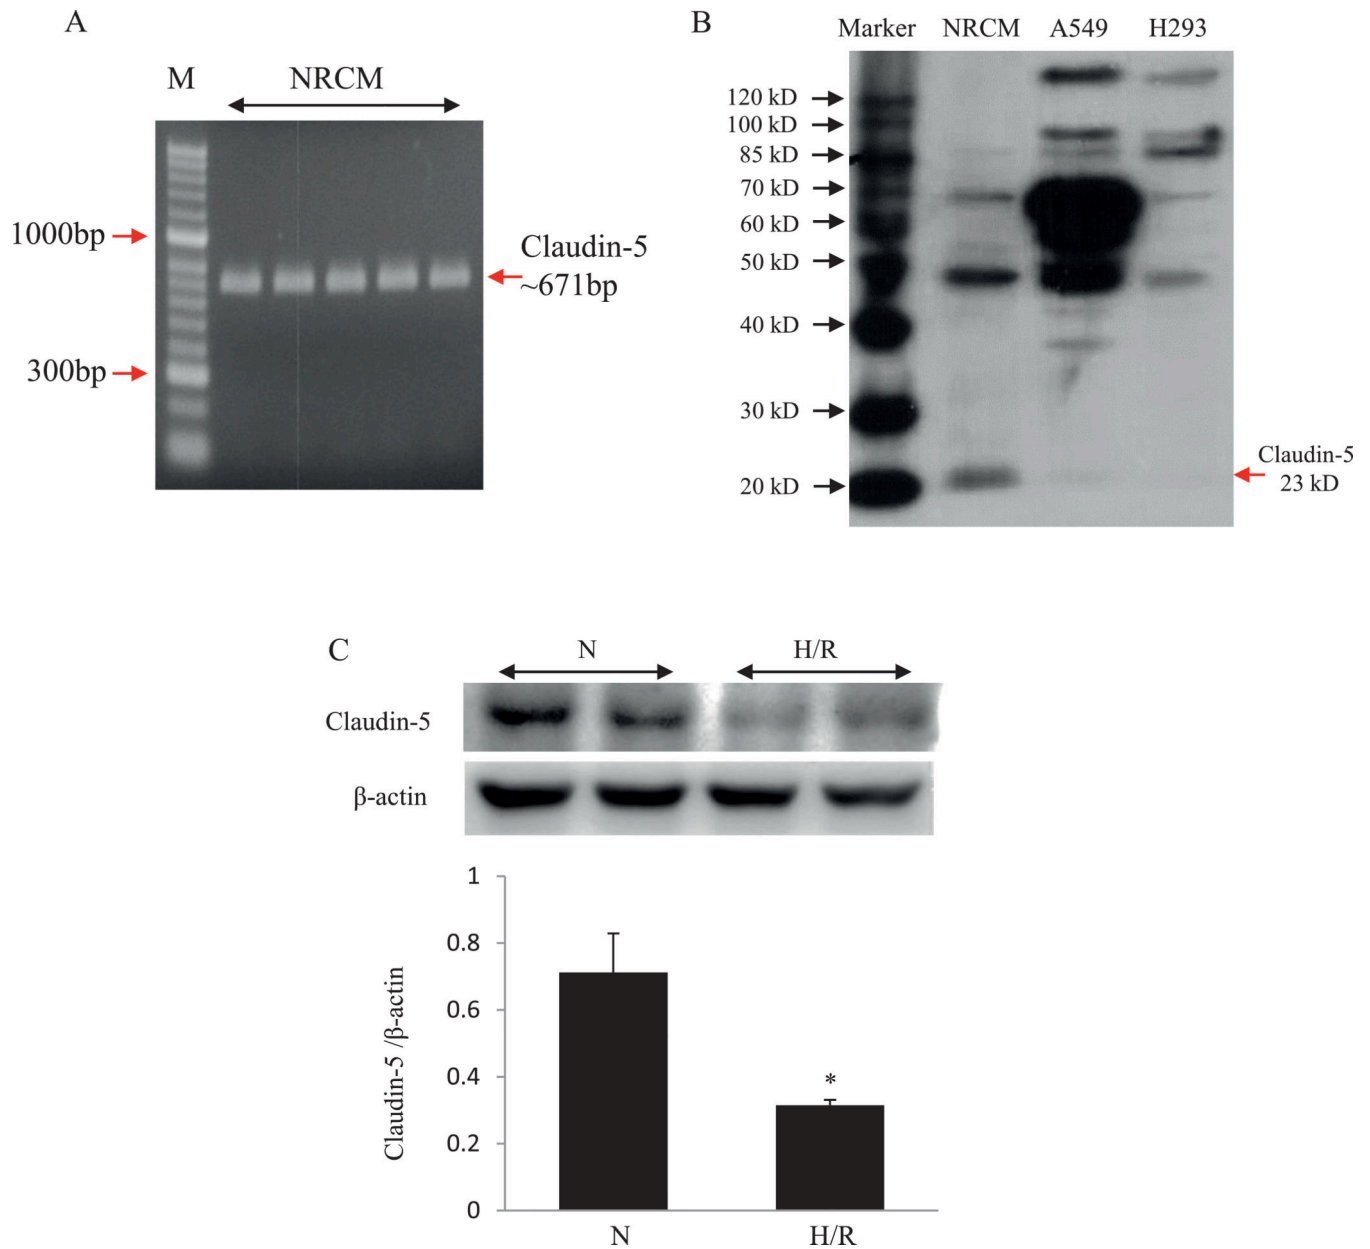 A
M
NRCM
1000bp
300bp
Claudin-5
~671bp
B
Marker NRCM A549 H293
120 kD
100 kD
85 kD
70 kD
60 kD
50 kD
40 kD
30 kD
20 kD
Claudin-5
23 kD
C
N
H/R
Claudin-5
β-actin
Claudin-5 /β-actin
1
0.8
0.6
0.4
0.2
0
*
N
H/R